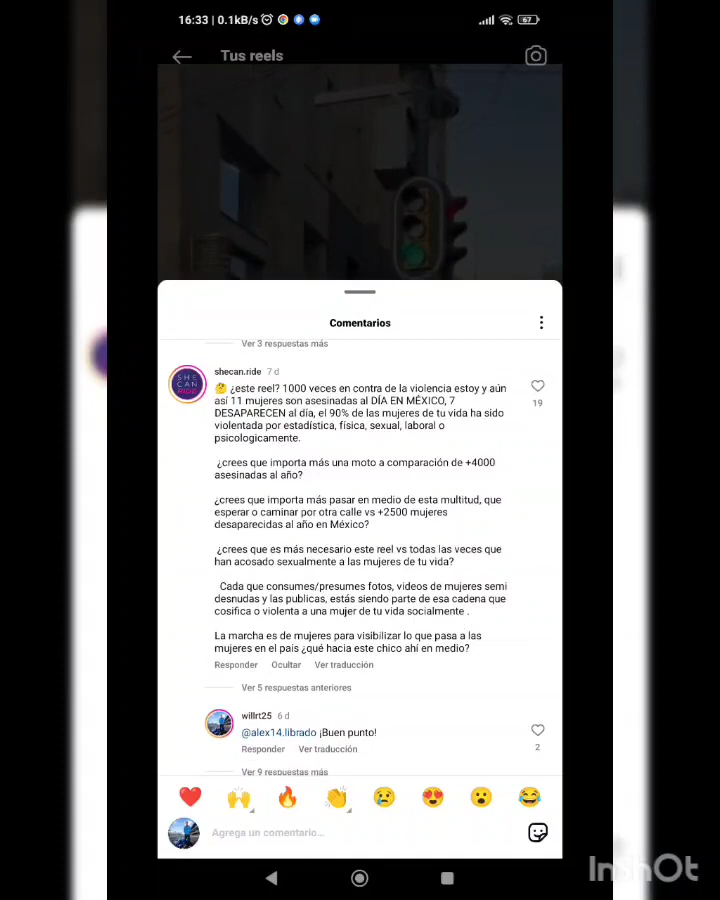 16:33 | 0.1kB/s
67
Tus reels
Comentarios
Ver 3 respuestas más
SHE
CAN
RIDE
shecan.ride 7 d
🤔 ¿este reel? 1000 veces en contra de la violencia estoy y aún
así 11 mujeres son asesinadas al DÍA EN MÉXICO, 7
DESAPARECEN al día, el 90% de las mujeres de tu vida ha sido
violentada por estadística, física, sexual, laboral o
psicologicamente.
19
¿crees que importa más una moto a comparación de +4000
asesinadas al año?
¿crees que importa más pasar en medio de esta multitud, que
esperar o caminar por otra calle vs +2500 mujeres
desaparecidas al año en México?
¿crees que es más necesario este reel vs todas las veces que
han acosado sexualmente a las mujeres de tu vida?
Cada que consumes/presumes fotos, videos de mujeres semi
desnudas y las publicas, estás siendo parte de esa cadena que
cosifica o violenta a una mujer de tu vida socialmente .
La marcha es de mujeres para visibilizar lo que pasa a las
mujeres en el pais ¿qué hacia este chico ahí en medio?
Responder Ocultar Ver traducción
Ver 5 respuestas anteriores
willrt25 6 d
@alex14.librado ¡Buen punto!
2
Responder Ver traducción
Ver 9 respuestas más
Agrega un comentario...
InShOt